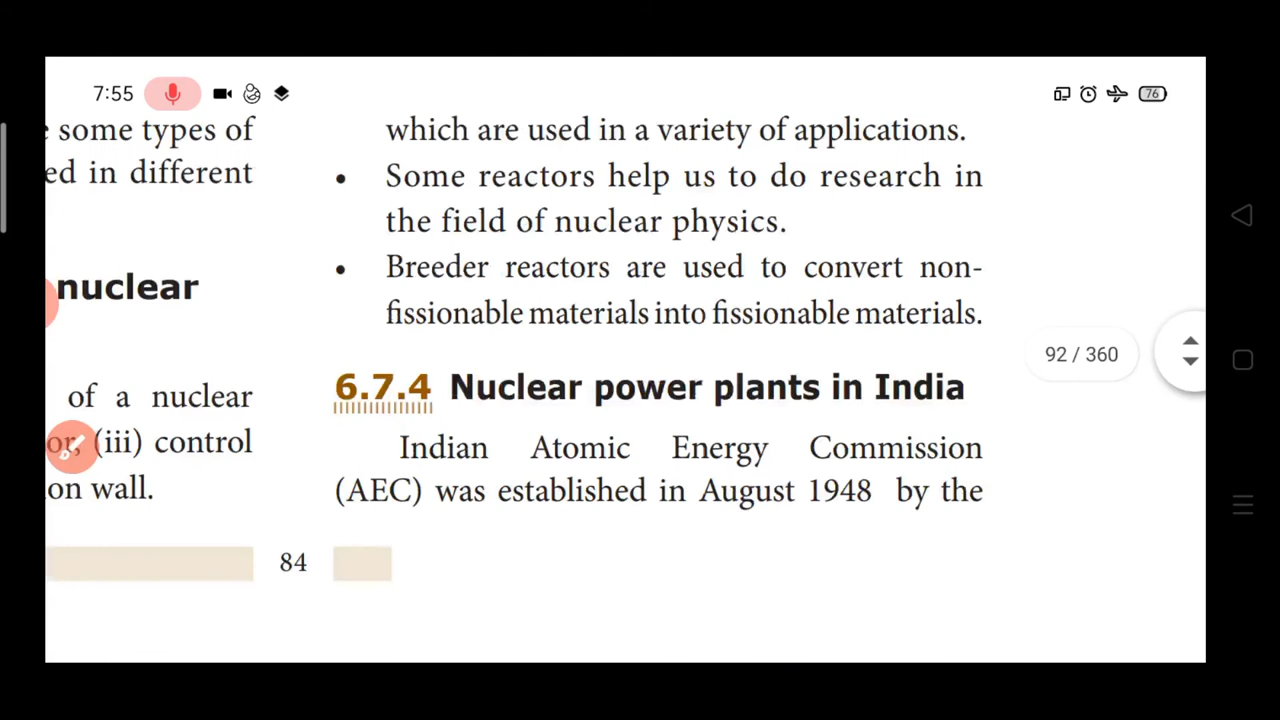 7:55
76
e some types of
ed in different
nuclear
of a nuclear
or, (iii) control
on wall.
which are used in a variety of applications.
• Some reactors help us to do research in
the field of nuclear physics.
• Breeder reactors are used to convert non-
fissionable materials into fissionable materials.
6.7.4 Nuclear power plants in India
Indian Atomic Energy Commission
(AEC) was established in August 1948 by the
84
92 / 360